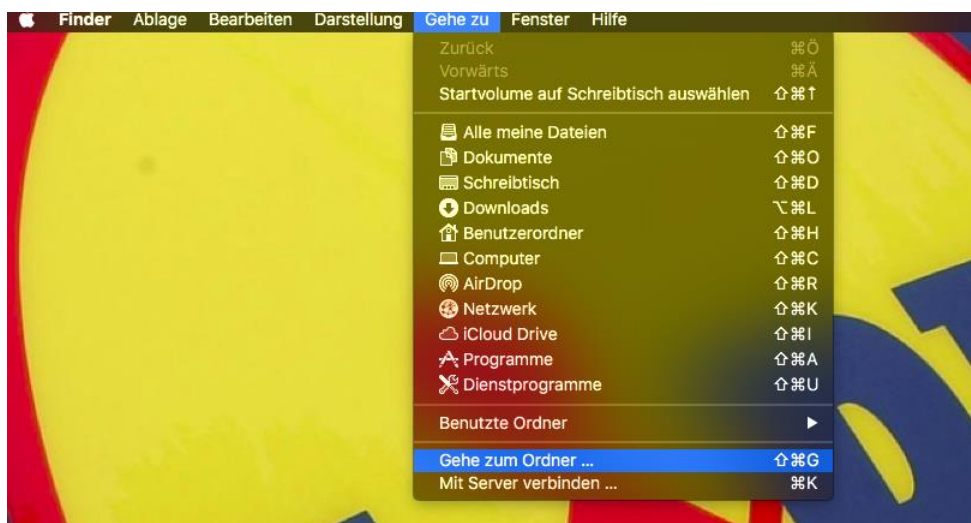 Finder Ablage Bearbeiten Darstellung Gehe zu Fenster Hilfe
Zurück ⌘Ö
Vorwärts ⌘Ä
Startvolume auf Schreibtisch auswählen ⇧⌘↑
Alle meine Dateien ⇧⌘F
Dokumente ⇧⌘O
Schreibtisch ⇧⌘D
Downloads ⌥⌘L
Benutzerordner ⇧⌘H
Computer ⇧⌘C
AirDrop ⇧⌘R
Netzwerk ⇧⌘K
iCloud Drive ⇧⌘I
Programme ⇧⌘A
Dienstprogramme ⇧⌘U
Benutzte Ordner ▶
Gehe zum Ordner ... ⇧⌘G
Mit Server verbinden ... ⌘K